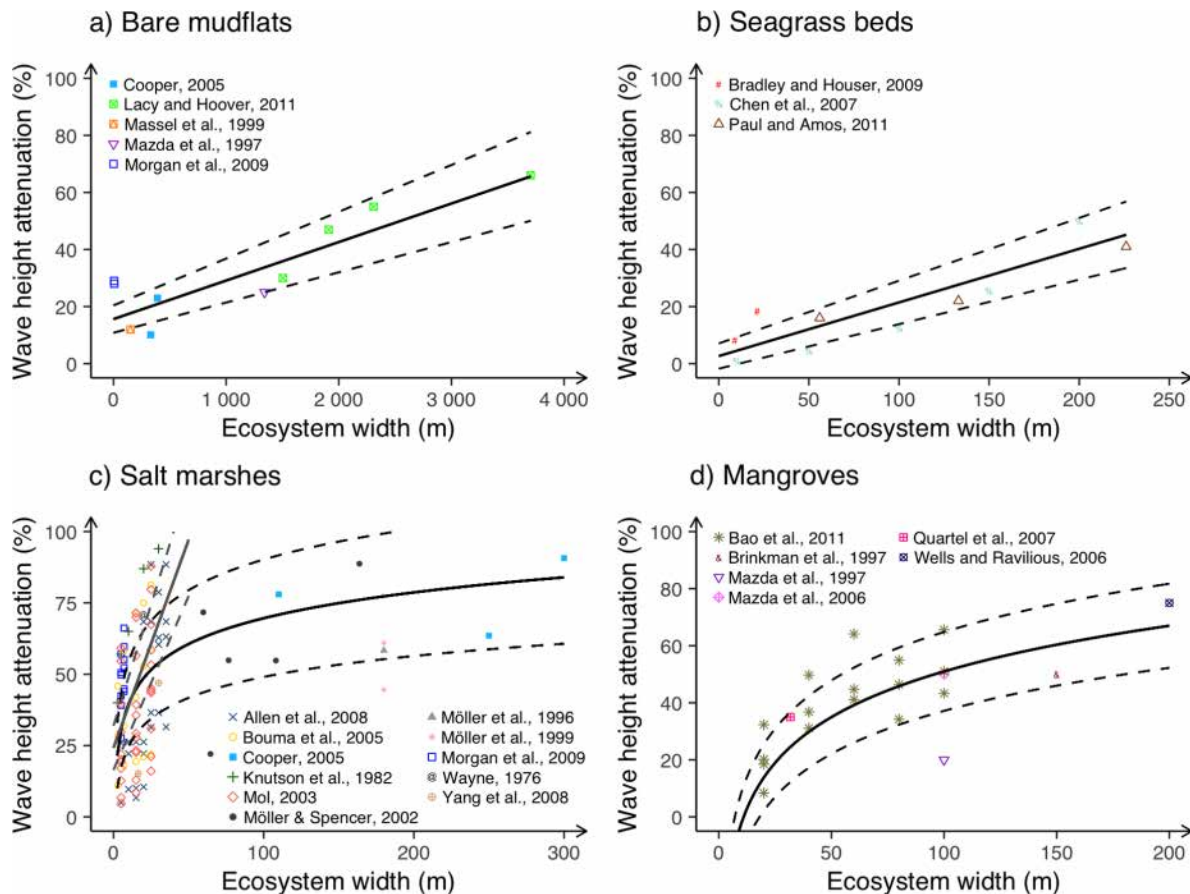 a) Bare mudflats
Wave height attenuation (%)
100
80
60
40
20
0
Cooper, 2005
Lacy and Hoover, 2011
Massel et al., 1999
Mazda et al., 1997
Morgan et al., 2009
0 1 000 2 000 3 000 4 000
Ecosystem width (m)
b) Seagrass beds
Wave height attenuation (%)
100
80
60
40
20
0
Bradley and Houser, 2009
Chen et al., 2007
Paul and Amos, 2011
0 50 100 150 200 250
Ecosystem width (m)
c) Salt marshes
Wave height attenuation (%)
100
75
50
25
0
Allen et al., 2008
Bouma et al., 2005
Cooper, 2005
Knutson et al., 1982
Mol, 2003
Möller & Spencer, 2002
Möller et al., 1996
Möller et al., 1999
Morgan et al., 2009
Wayne, 1976
Yang et al., 2008
0 100 200 300
Ecosystem width (m)
d) Mangroves
Wave height attenuation (%)
100
80
60
40
20
0
Bao et al., 2011
Brinkman et al., 1997
Mazda et al., 1997
Mazda et al., 2006
Quartel et al., 2007
Wells and Ravilious, 2006
0 50 100 150 200
Ecosystem width (m)